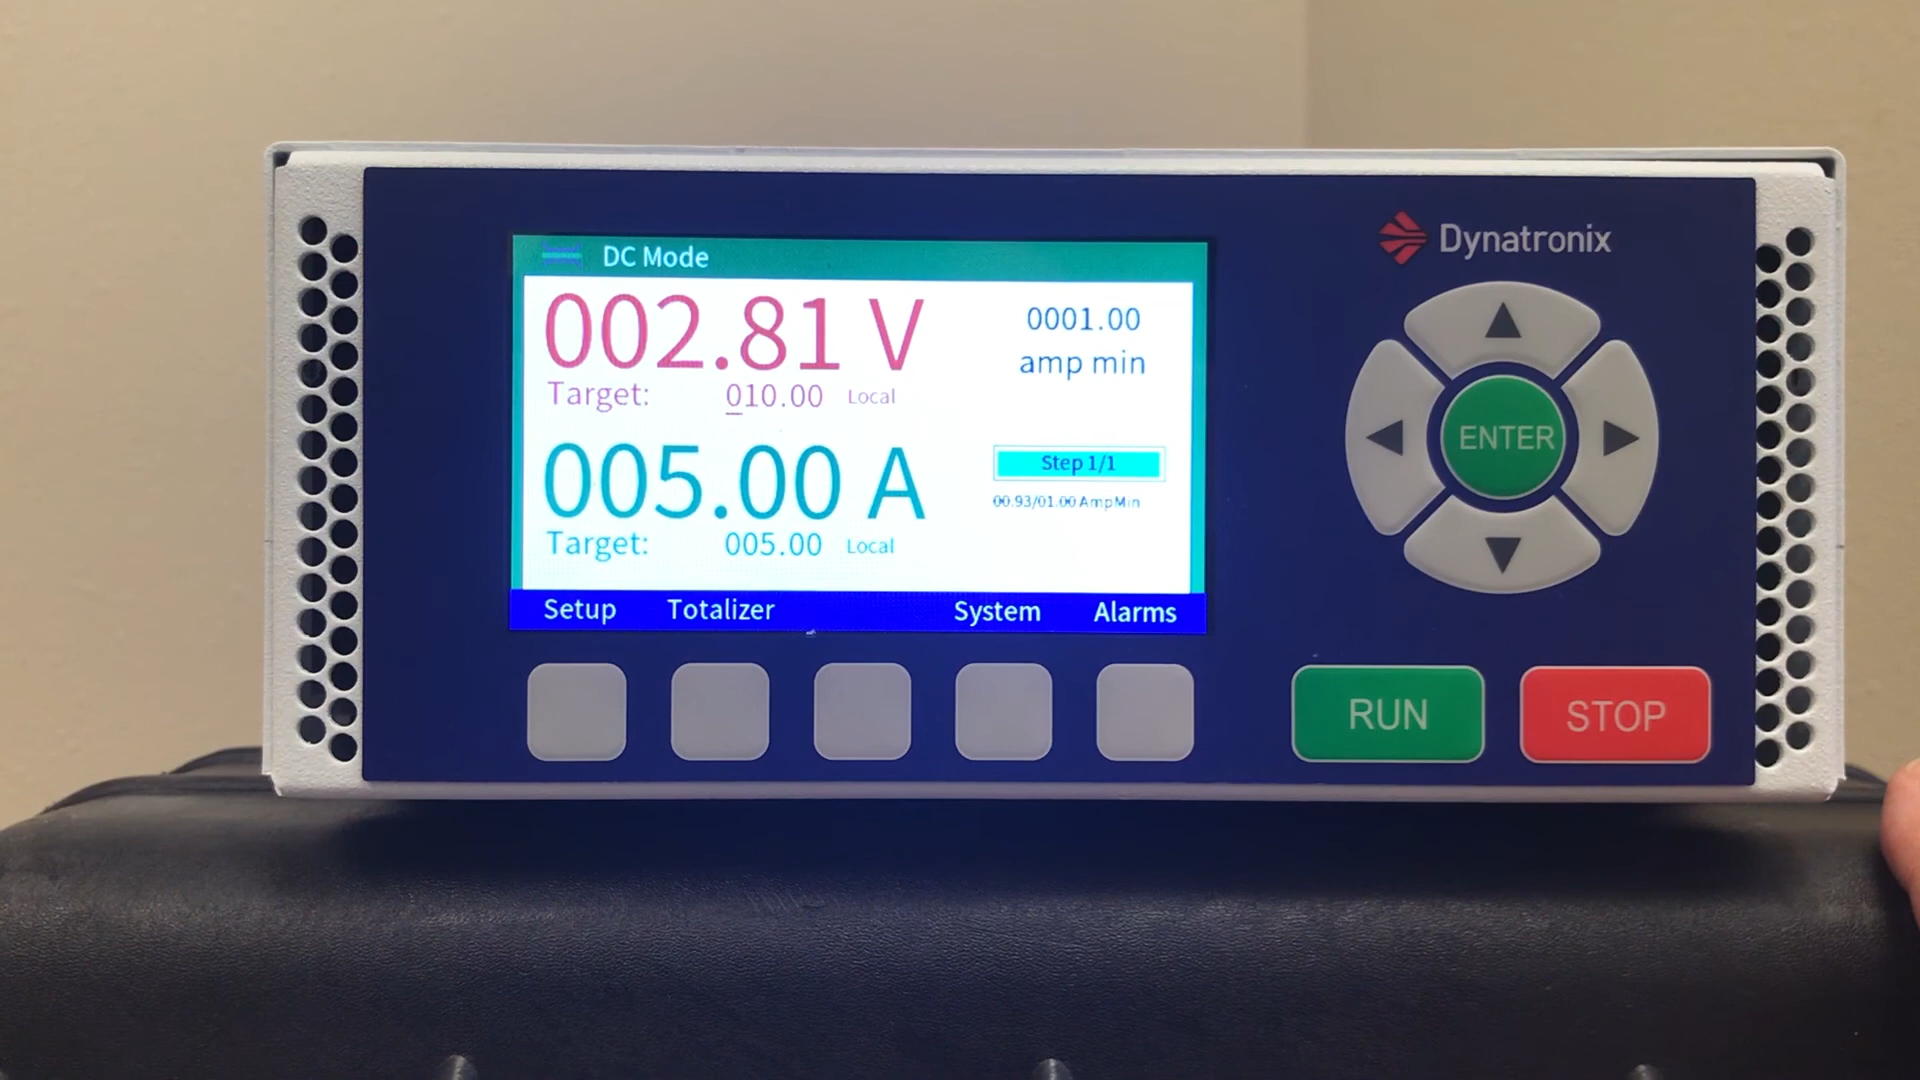 DC Mode
002.81 V
Target: 010.00 Local
005.00 A
Target: 005.00 Local
0001.00
amp min
Step 1/1
00.93/01.00 AmpMin
Setup Totalizer System Alarms
Dynatronix
ENTER
RUN STOP